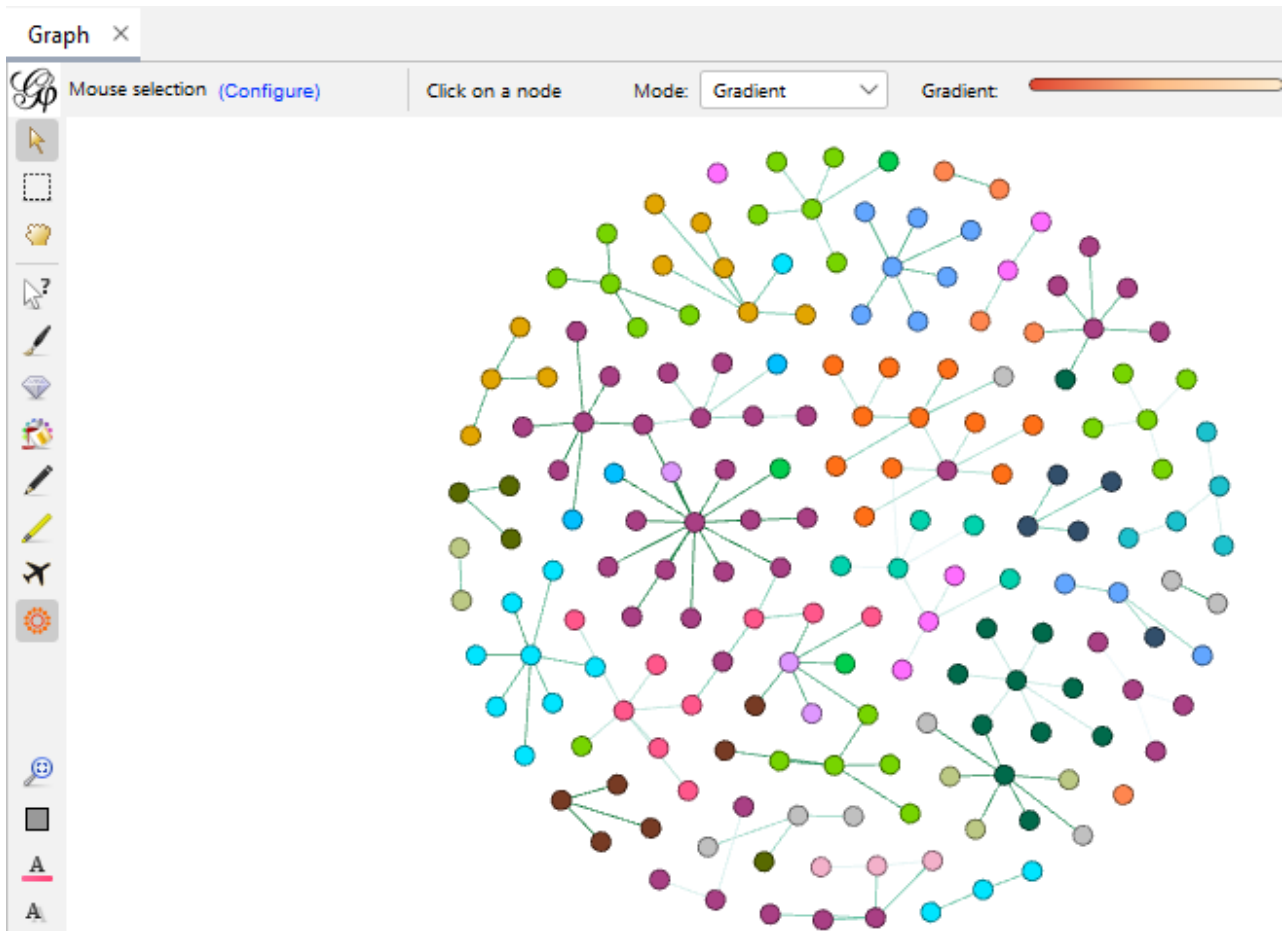 Graph ×
Mouse selection (Configure) Click on a node Mode: Gradient Gradient:
?
A
A